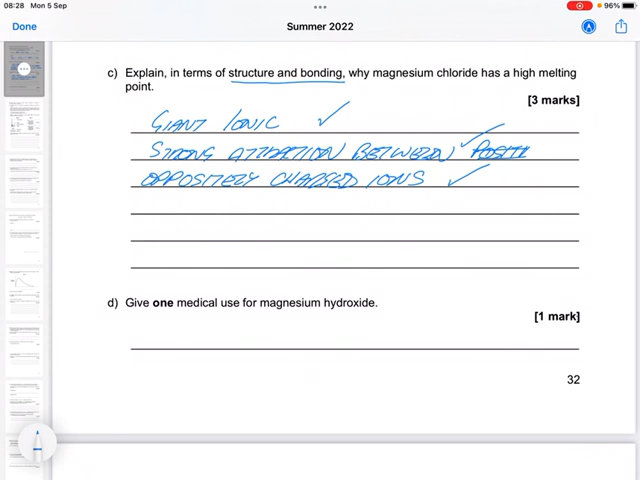 08:28 Mon 5 Sep
96%
Done
Summer 2022
c) Explain, in terms of structure and bonding, why magnesium chloride has a high melting
point.
[3 marks]
GIANT IONIC ✓
STRONG ATTRACTION BETWEEN ✓
OPPOSITELY CHARGED IONS ✓
d) Give one medical use for magnesium hydroxide.
[1 mark]
32